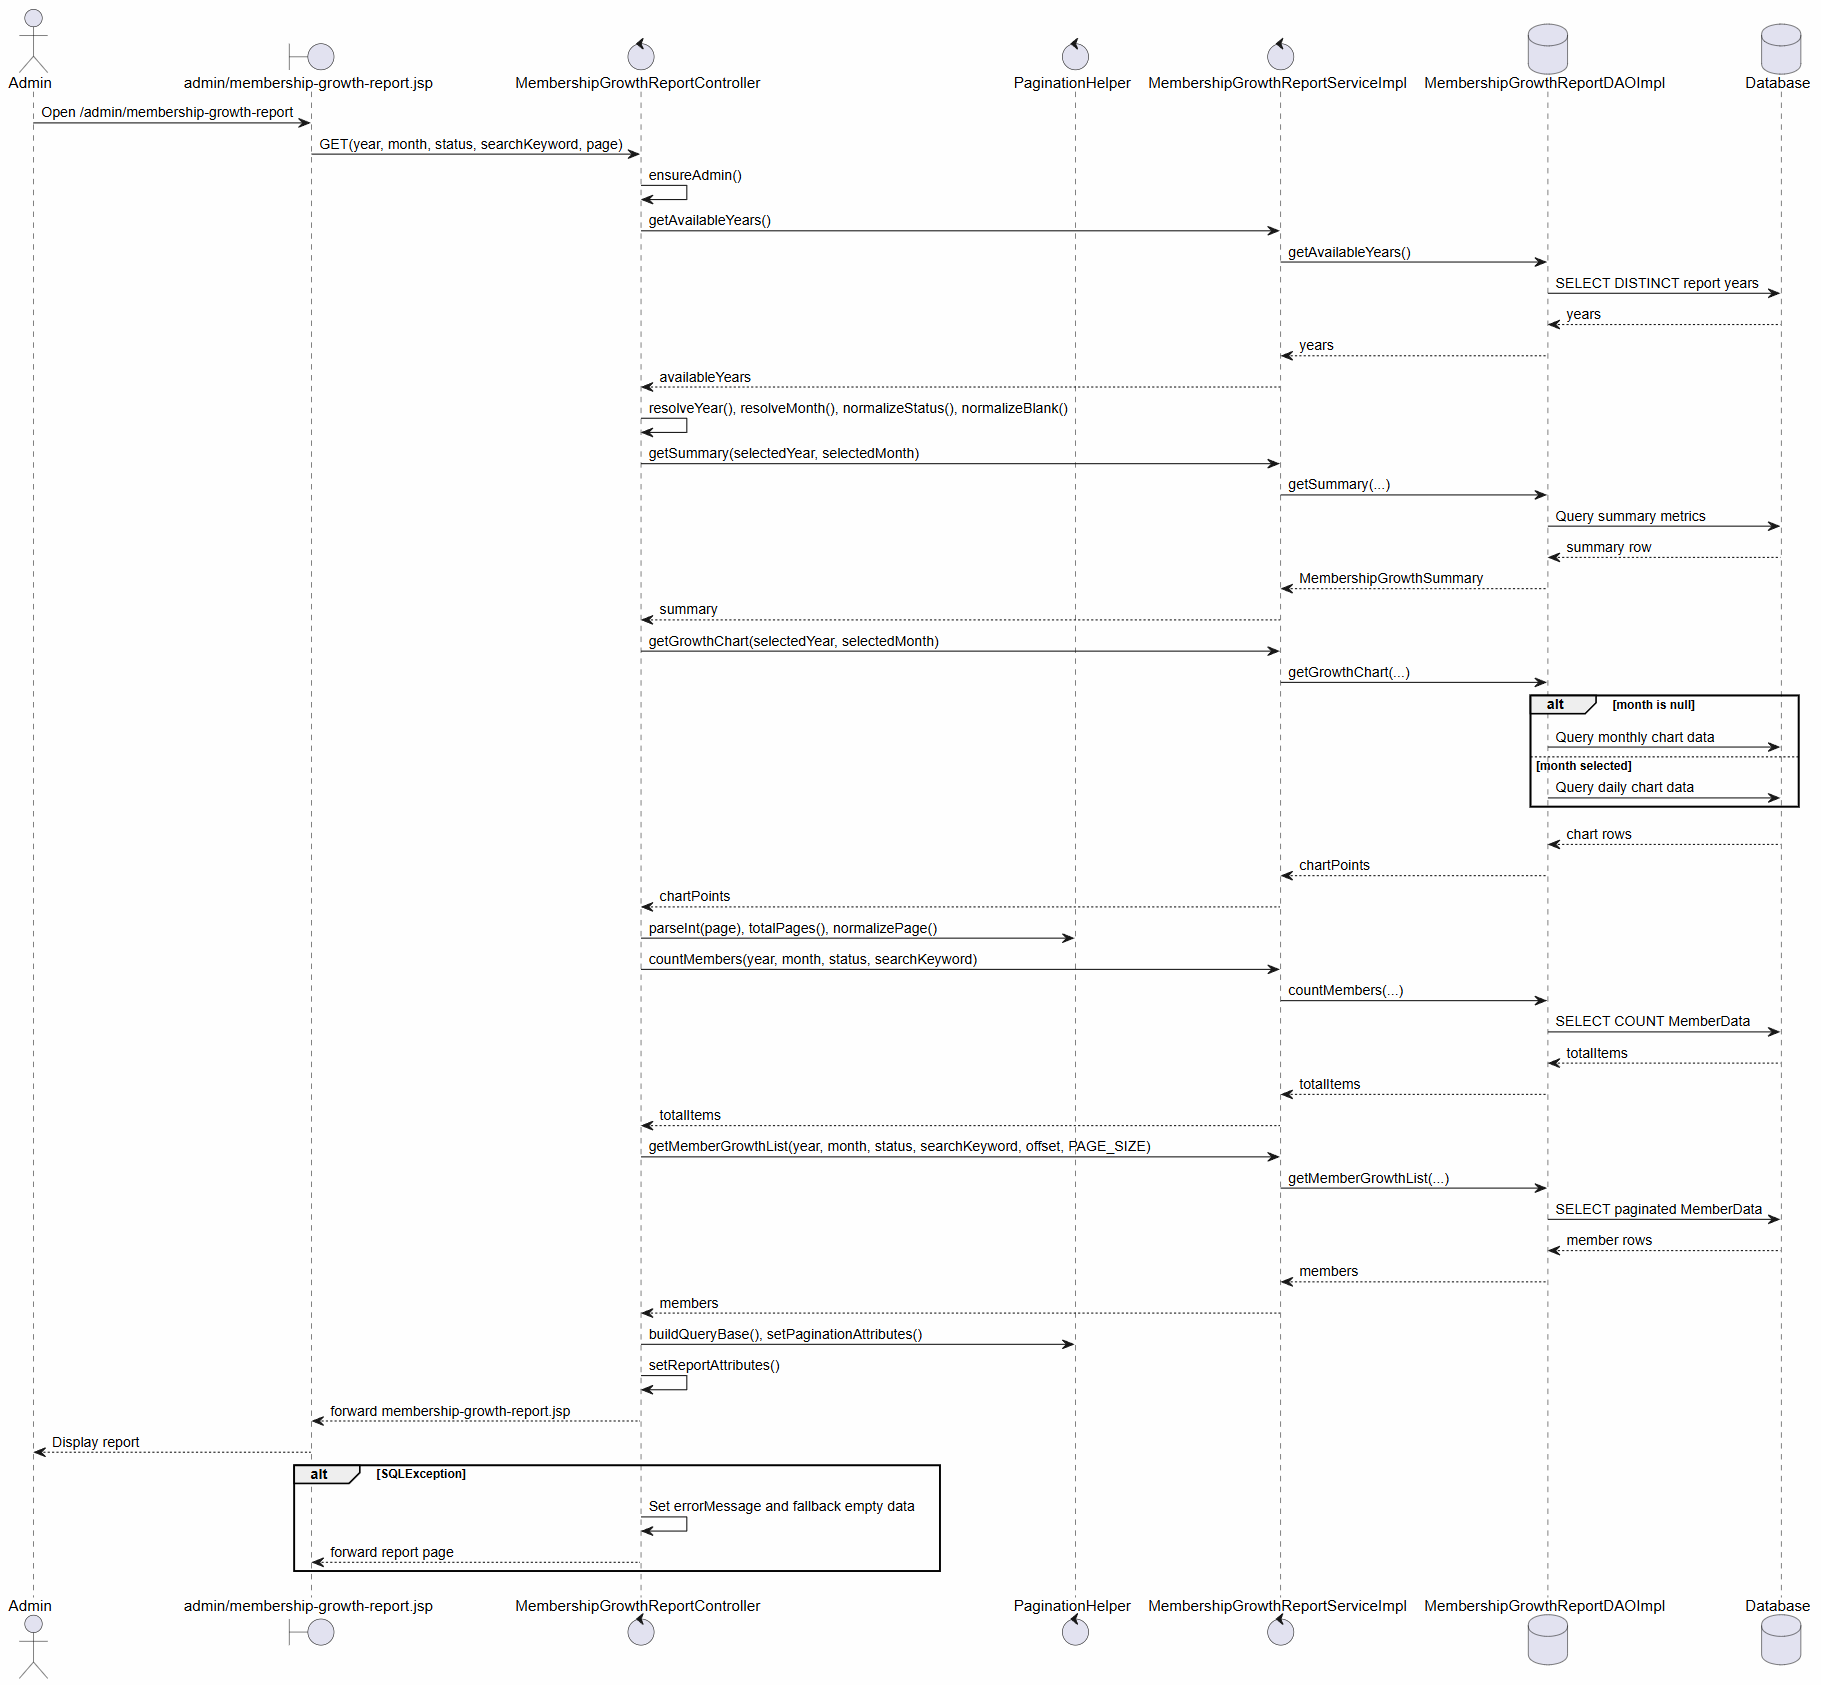 Admin
admin/membership-growth-report.jsp
MembershipGrowthReportController
PaginationHelper
MembershipGrowthReportServiceImpl
MembershipGrowthReportDAOImpl
Database
Open /admin/membership-growth-report
GET(year, month, status, searchKeyword, page)
ensureAdmin()
getAvailableYears()
getAvailableYears()
SELECT DISTINCT report years
years
years
availableYears
resolveYear(), resolveMonth(), normalizeStatus(), normalizeBlank()
getSummary(selectedYear, selectedMonth)
getSummary(...)
Query summary metrics
summary row
MembershipGrowthSummary
summary
getGrowthChart(selectedYear, selectedMonth)
getGrowthChart(...)
alt [month is null]
Query monthly chart data
[month selected]
Query daily chart data
chart rows
chartPoints
chartPoints
parseInt(page), totalPages(), normalizePage()
countMembers(year, month, status, searchKeyword)
countMembers(...)
SELECT COUNT MemberData
totalItems
totalItems
totalItems
getMemberGrowthList(year, month, status, searchKeyword, offset, PAGE_SIZE)
getMemberGrowthList(...)
SELECT paginated MemberData
member rows
members
members
buildQueryBase(), setPaginationAttributes()
setReportAttributes()
forward membership-growth-report.jsp
Display report
alt [SQLException]
Set errorMessage and fallback empty data
forward report page
Admin
admin/membership-growth-report.jsp
MembershipGrowthReportController
PaginationHelper
MembershipGrowthReportServiceImpl
MembershipGrowthReportDAOImpl
Database